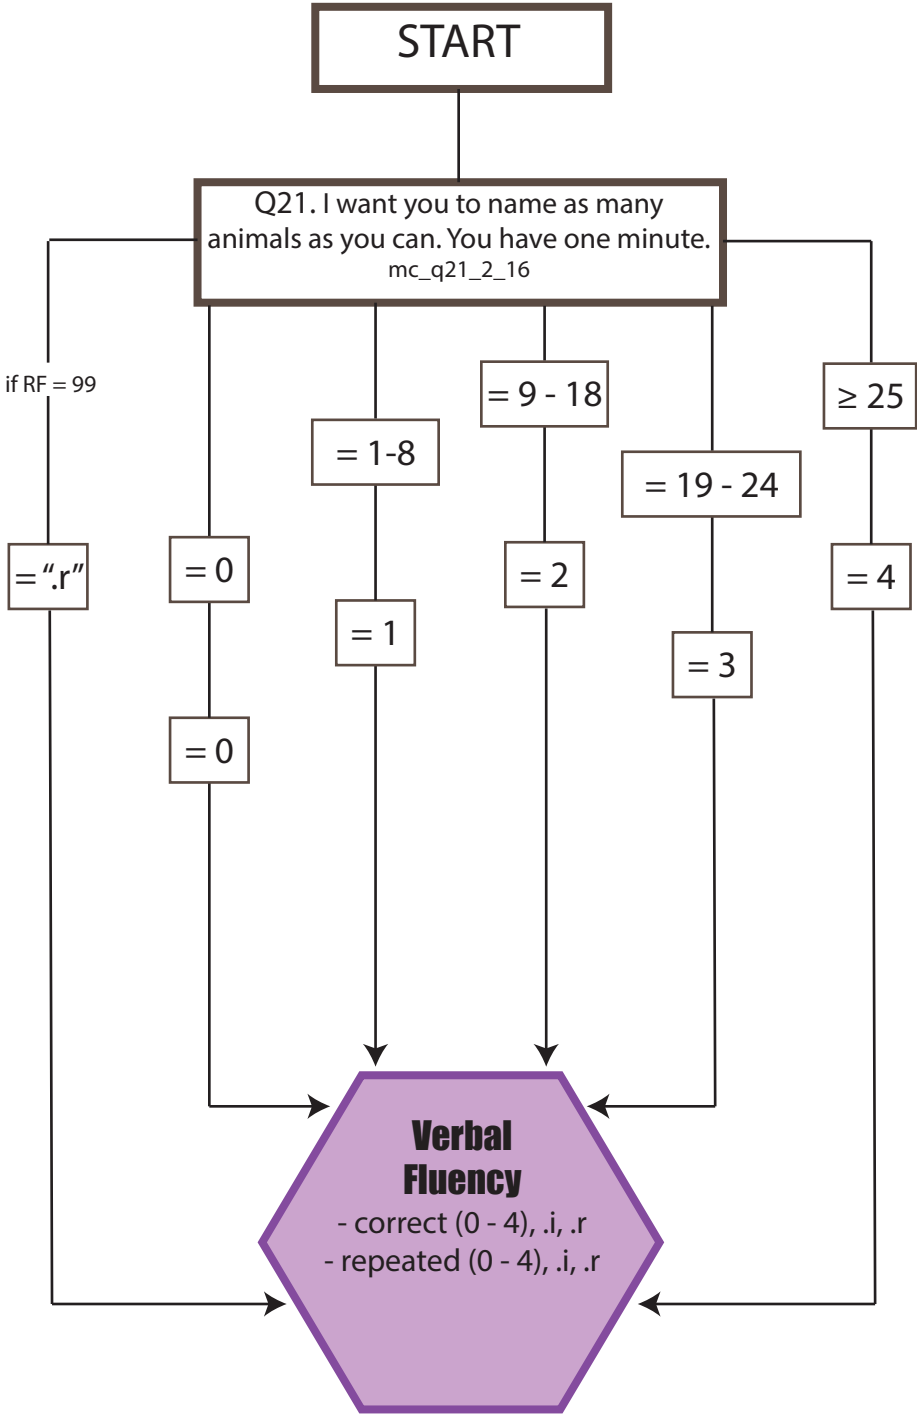 START
Q21. I want you to name as many
animals as you can. You have one minute.
mc_q21_2_16
if RF = 99
= 9 - 18
≥ 25
= 1-8
= 19 - 24
= “.r”
= 0
= 2
= 4
= 1
= 3
= 0
Verbal
Fluency
- correct (0 - 4), .i, .r
- repeated (0 - 4), .i, .r